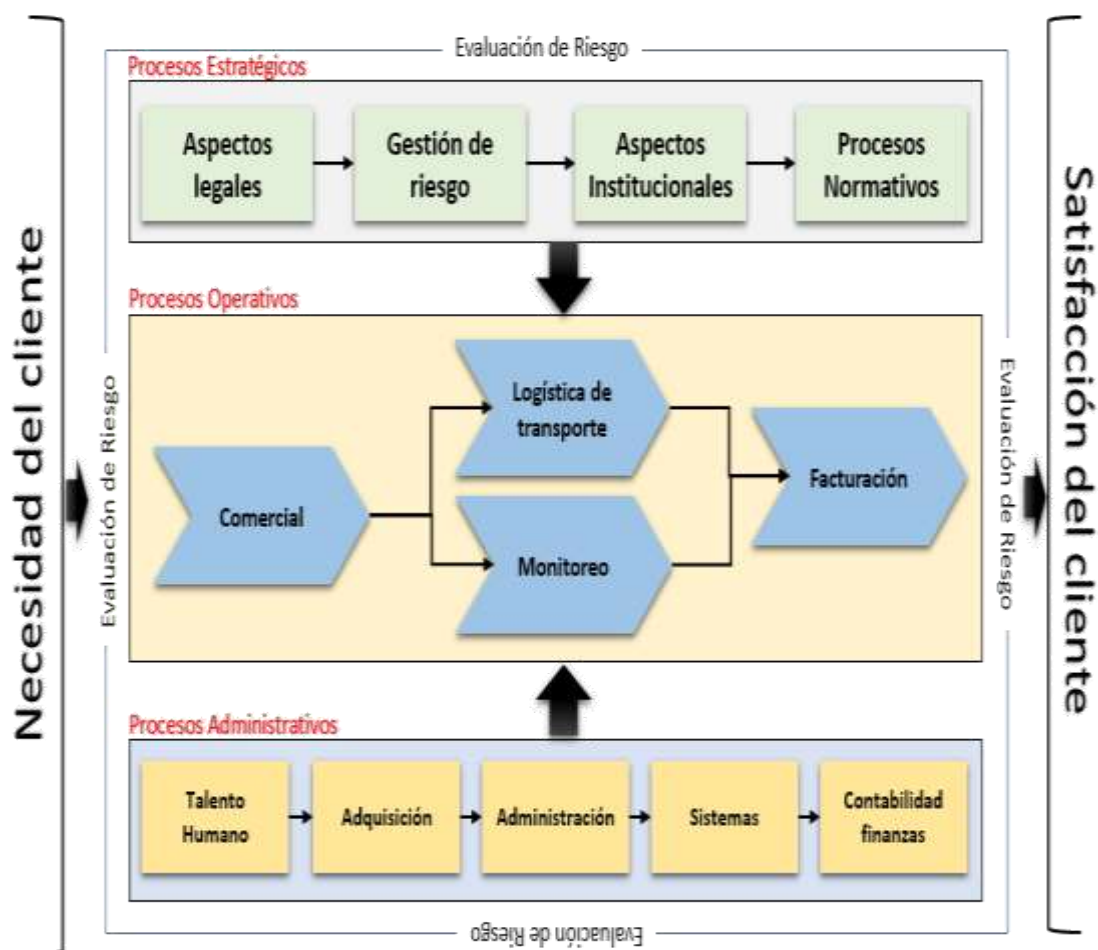 Evaluación de Riesgo
Procesos Estratégicos
Aspectos
legales
Gestión de
riesgo
Aspectos
Institucionales
Procesos
Normativos
Necesidad del cliente
Evaluación de Riesgo
Procesos Operativos
Comercial
Logística de
transporte
Monitoreo
Facturación
Evaluación de Riesgo
Satisfacción del cliente
Procesos Administrativos
Talento
Humano
Adquisición
Administración
Sistemas
Contabilidad
finanzas
Evaluación de Riesgo